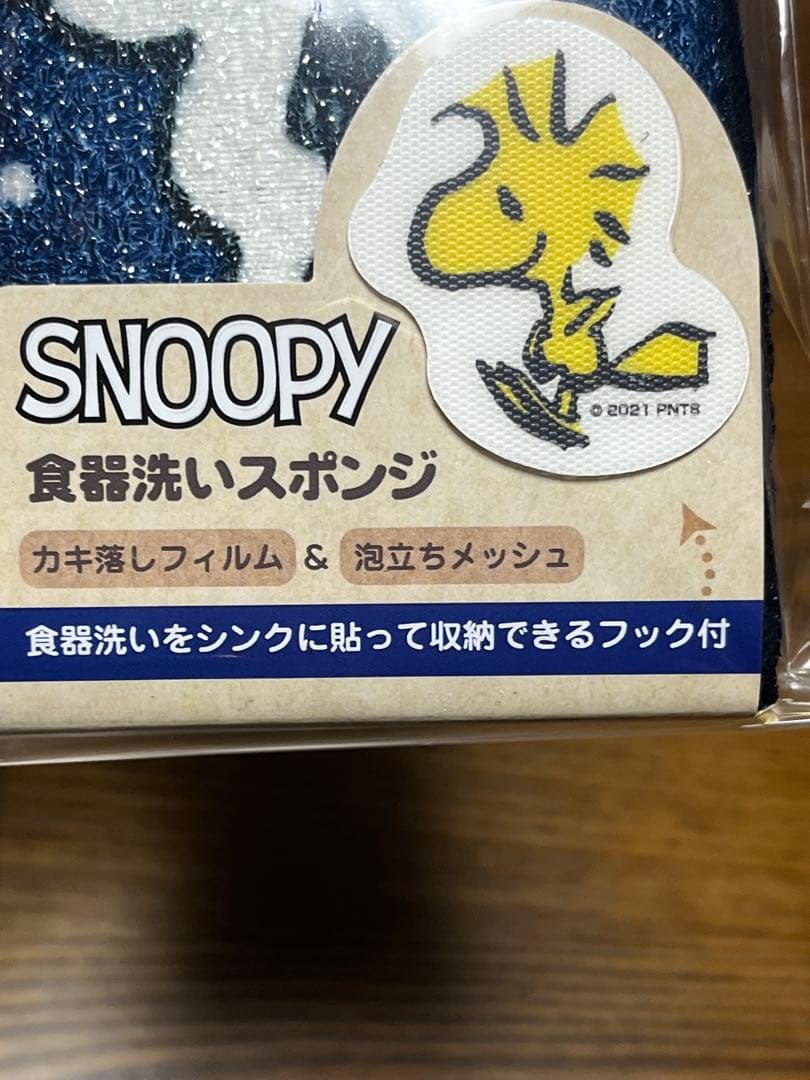 © 2021 PNTS
SNOOPY
食器洗いスポンジ
カキ落しフィルム & 泡立ちメッシュ
食器洗いをシンクに貼って収納できるフック付